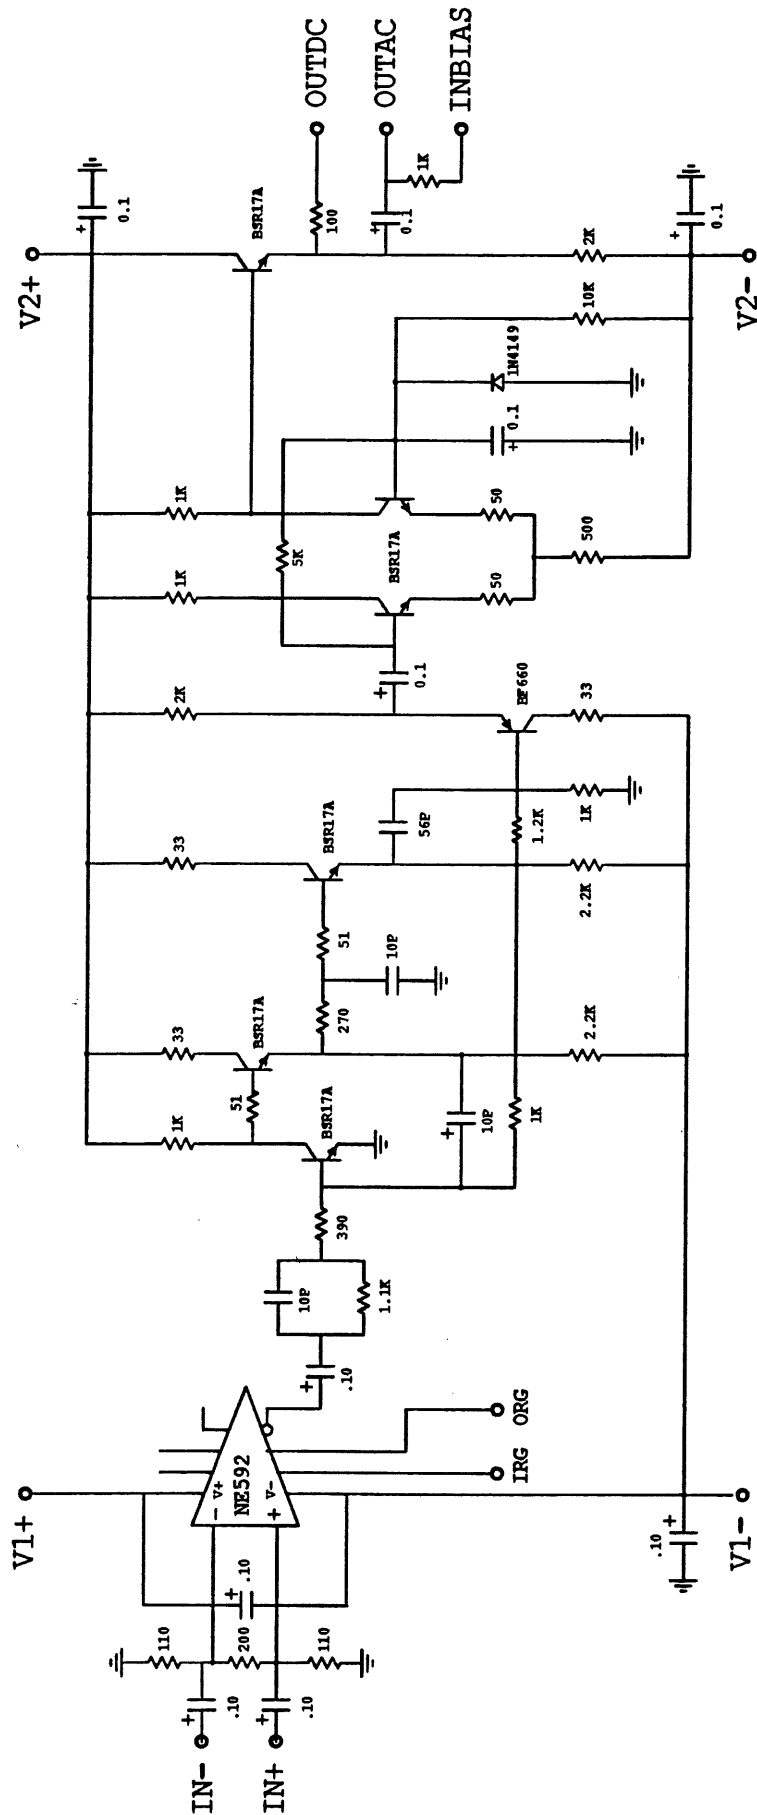 IN-
IN+
.10
.10
110
200
110
V1+
.10
NE592
V+
-
+
V-
IRG
ORG
.10
V1-
.10
10P
1.1K
390
1K
51
BSR17A
10P
1K
33
BSR17A
270
2.2K
10P
51
33
BSR17A
56P
2.2K
1.2K
1K
2K
BF660
33
0.1
1K
5K
BSR17A
50
1K
50
500
0.1
1N4149
10K
V2+
0.1
BSR17A
100
0.1
2K
V2-
0.1
1K
OUTDC
OUTAC
INBIAS